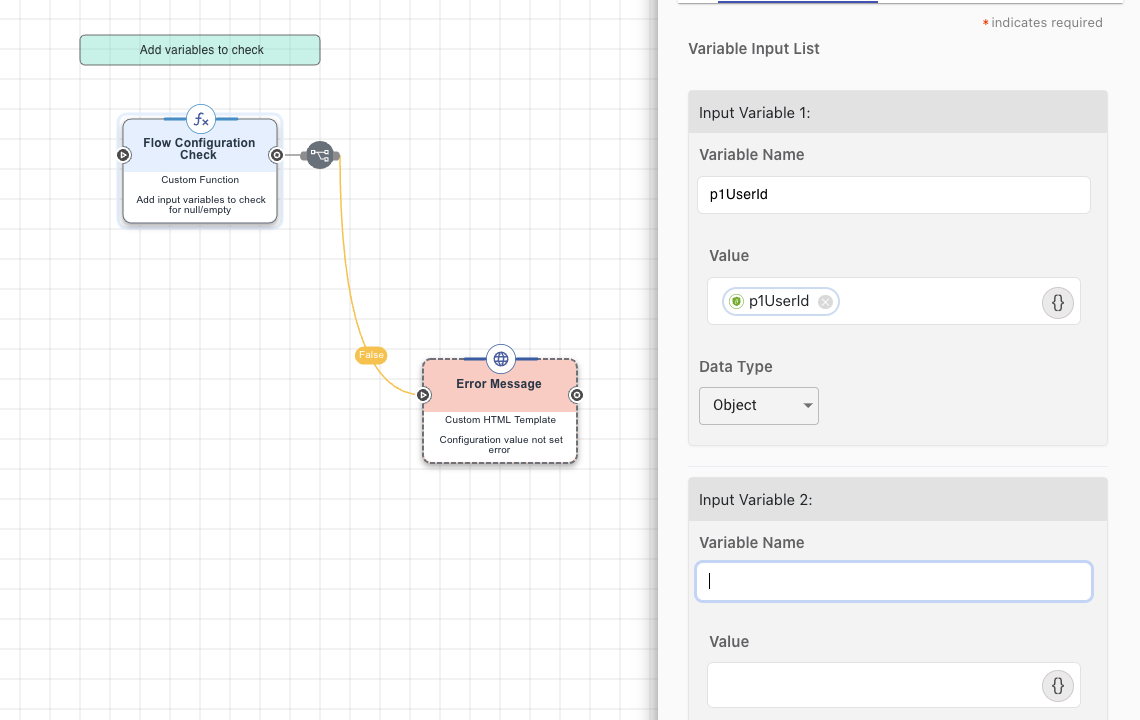 Add variables to check
Flow Configuration
Check
Custom Function
Add input variables to check
for null/empty
False
Error Message
Custom HTML Template
Configuration value not set
error
* indicates required
Variable Input List
Input Variable 1:
Variable Name
p1UserId
Value
p1UserId
{}
Data Type
Object
Input Variable 2:
Variable Name
Value
{}